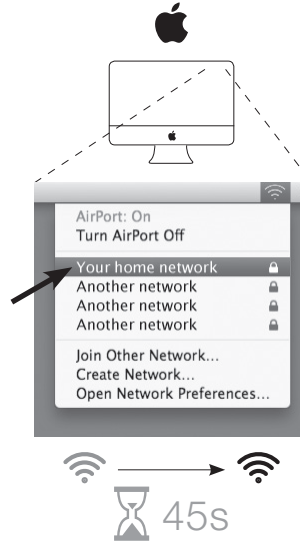 AirPort: On
Turn AirPort Off
Your home network
Another network
Another network
Another network
Join Other Network...
Create Network...
Open Network Preferences...
45s